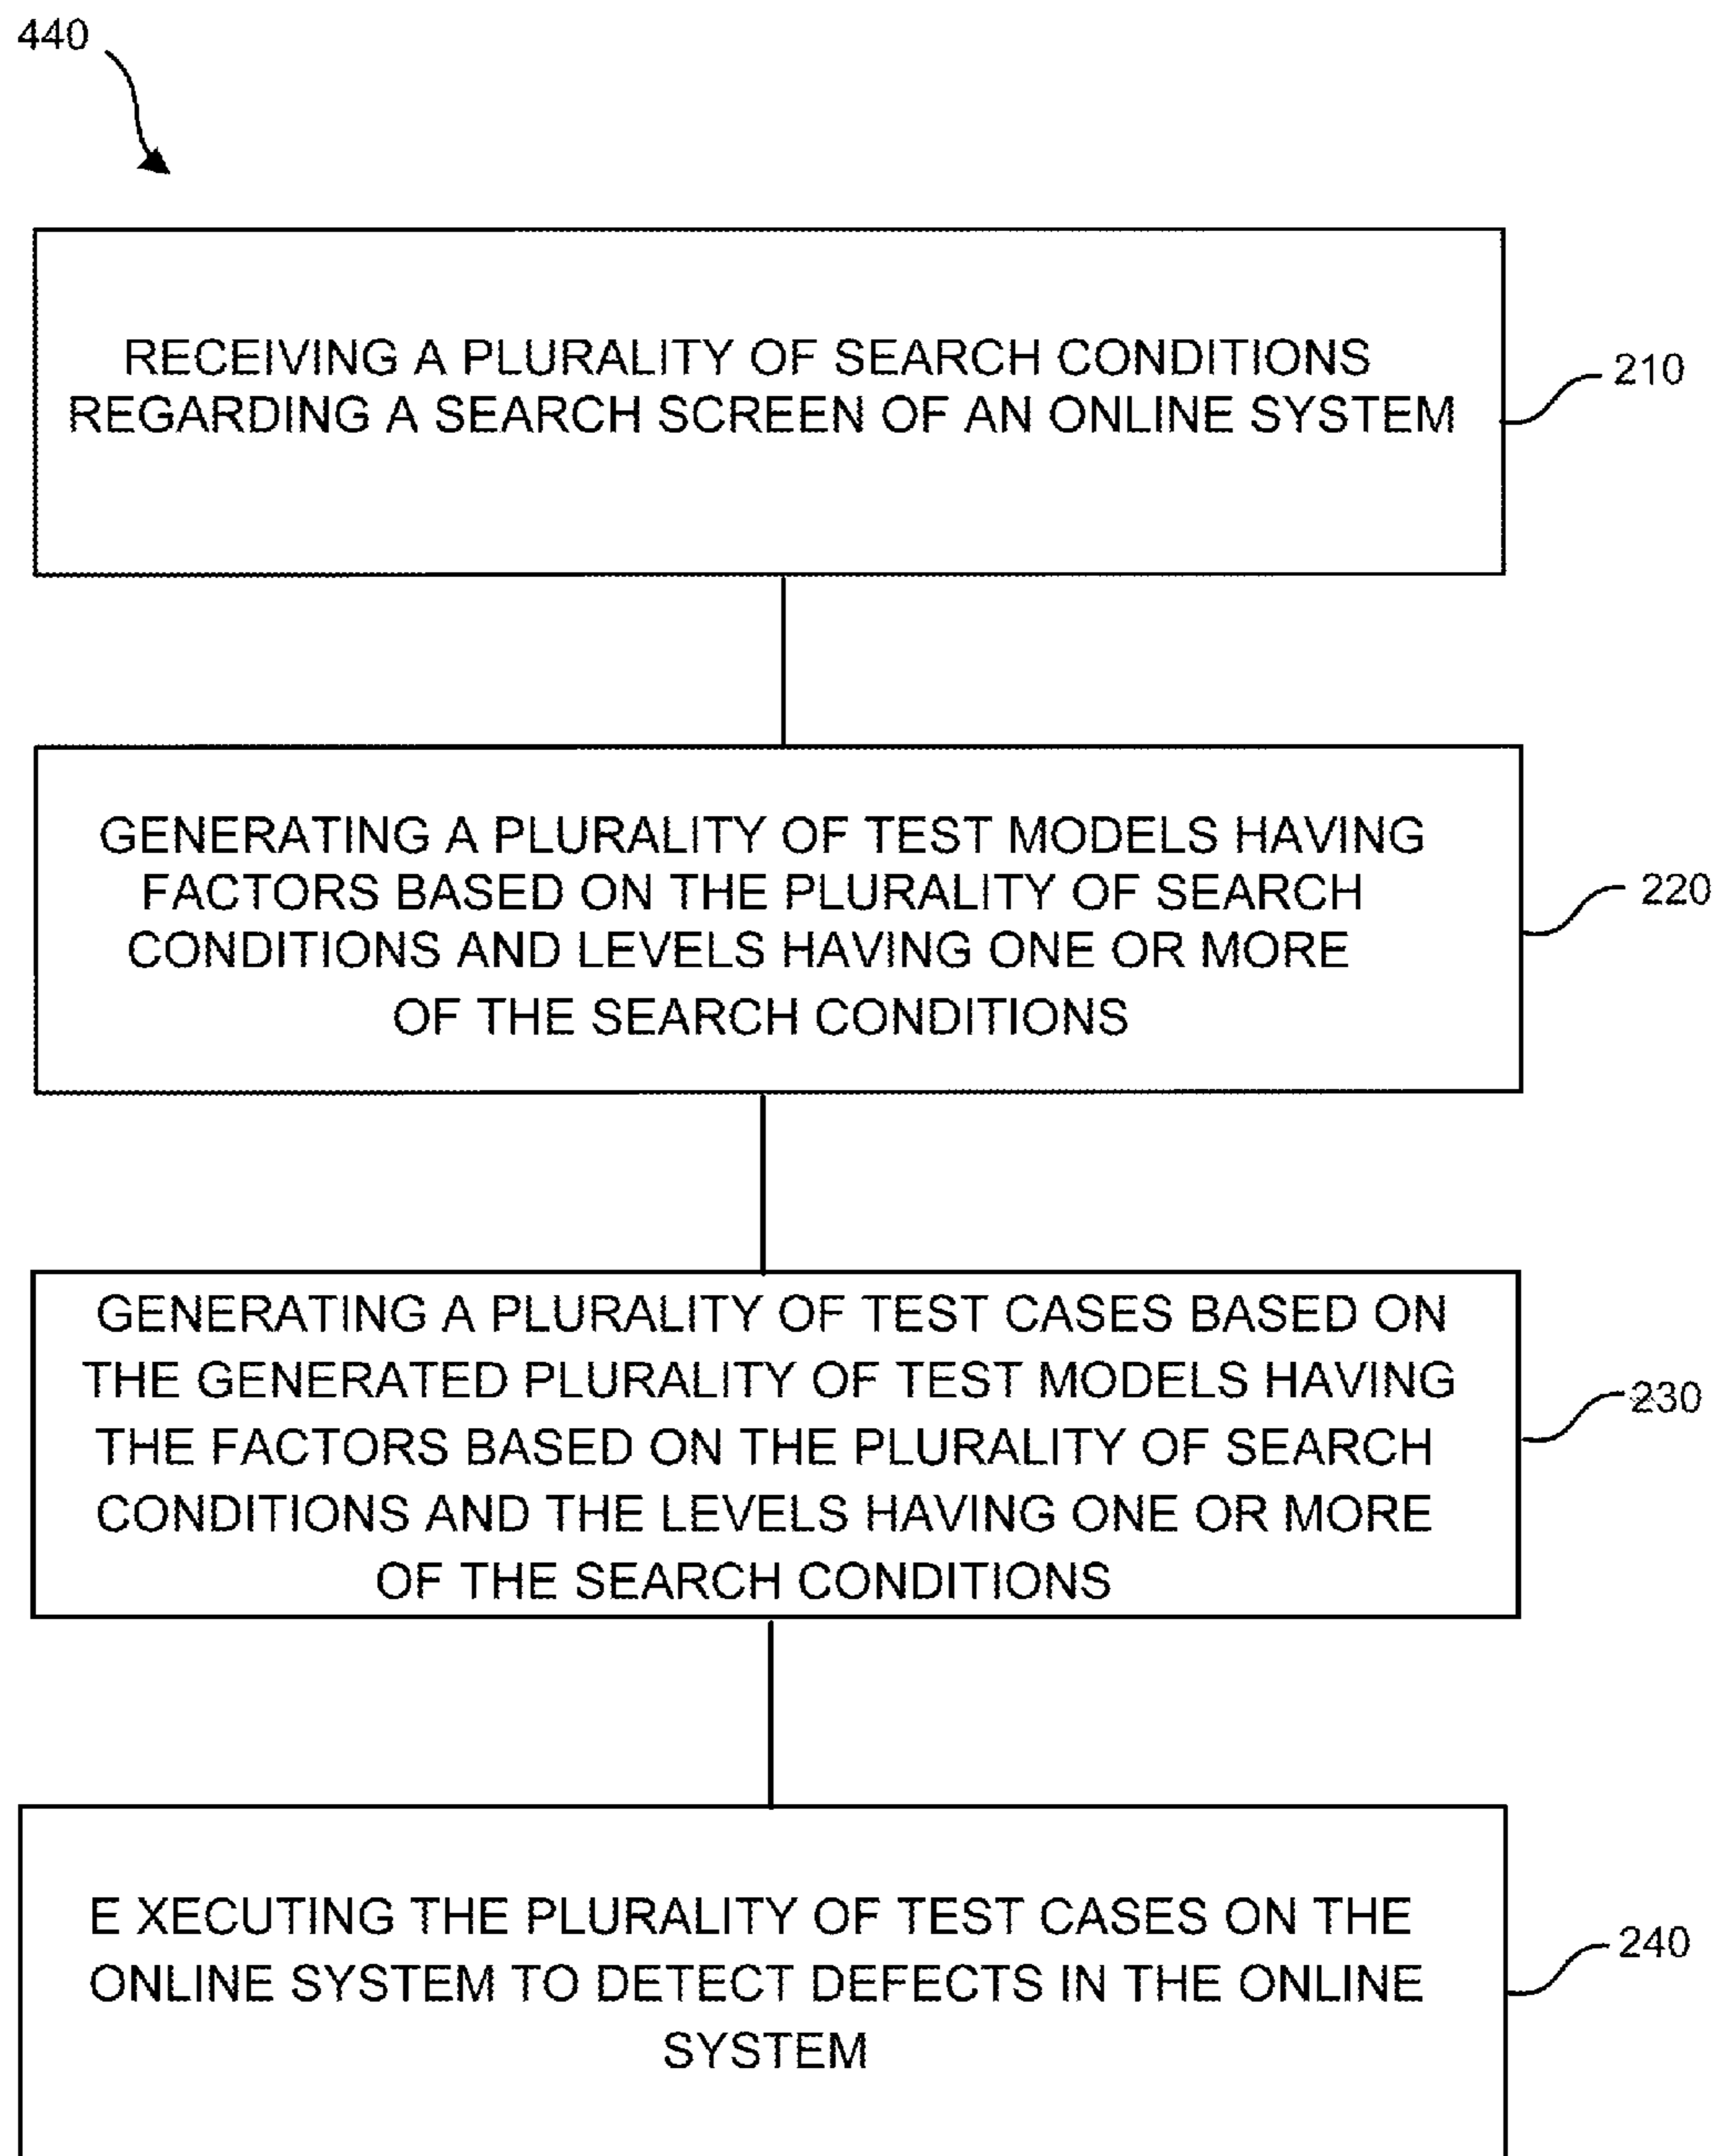 440
RECEIVING A PLURALITY OF SEARCH CONDITIONS
REGARDING A SEARCH SCREEN OF AN ONLINE SYSTEM
210
GENERATING A PLURALITY OF TEST MODELS HAVING
FACTORS BASED ON THE PLURALITY OF SEARCH
CONDITIONS AND LEVELS HAVING ONE OR MORE
OF THE SEARCH CONDITIONS
220
GENERATING A PLURALITY OF TEST CASES BASED ON
THE GENERATED PLURALITY OF TEST MODELS HAVING
THE FACTORS BASED ON THE PLURALITY OF SEARCH
CONDITIONS AND THE LEVELS HAVING ONE OR MORE
OF THE SEARCH CONDITIONS
230
E XECUTING THE PLURALITY OF TEST CASES ON THE
ONLINE SYSTEM TO DETECT DEFECTS IN THE ONLINE
SYSTEM
240